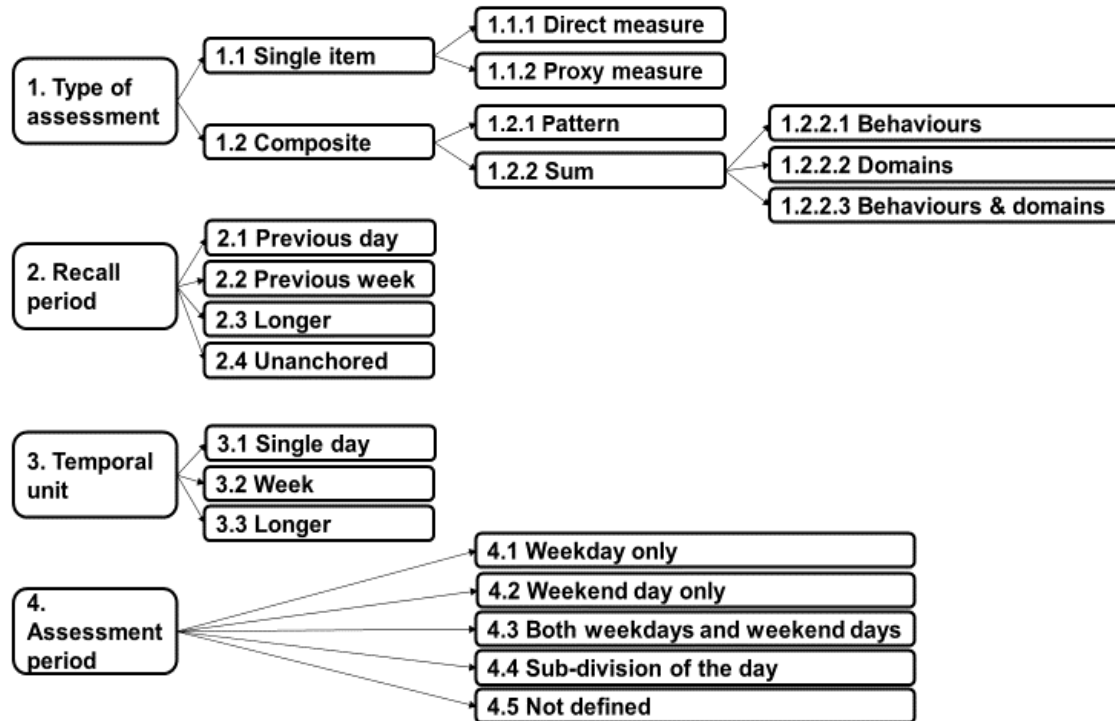 1. Type of
assessment
1.1 Single item
1.1.1 Direct measure
1.1.2 Proxy measure
1.2 Composite
1.2.1 Pattern
1.2.2 Sum
1.2.2.1 Behaviours
1.2.2.2 Domains
1.2.2.3 Behaviours & domains
2. Recall
period
2.1 Previous day
2.2 Previous week
2.3 Longer
2.4 Unanchored
3. Temporal
unit
3.1 Single day
3.2 Week
3.3 Longer
4.
Assessment
period
4.1 Weekday only
4.2 Weekend day only
4.3 Both weekdays and weekend days
4.4 Sub-division of the day
4.5 Not defined